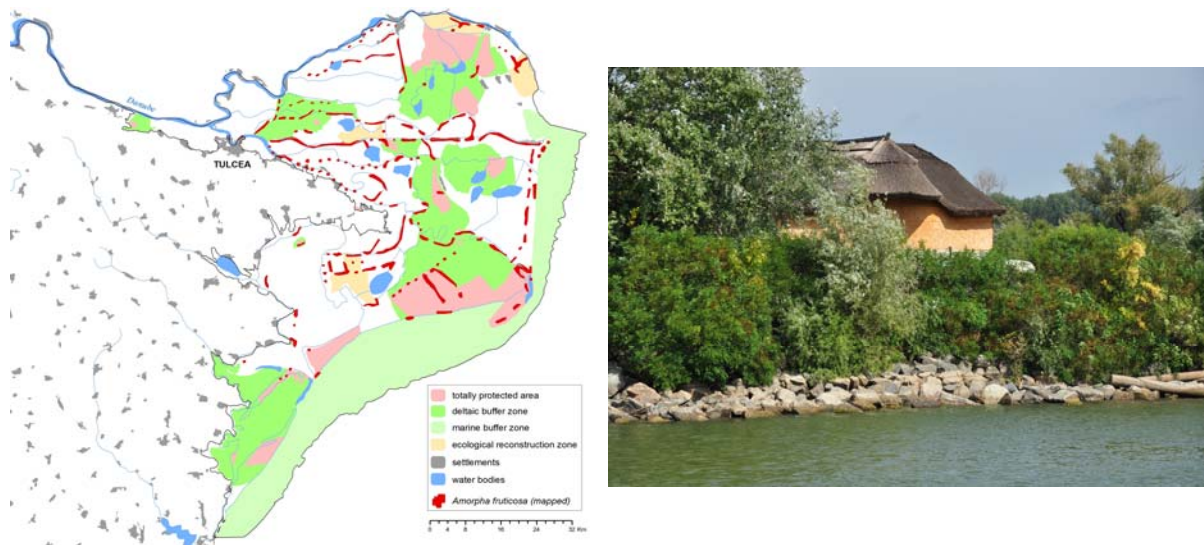 Danube
TULCEA
totally protected area
deltaic buffer zone
marine buffer zone
ecological reconstruction zone
settlements
water bodies
Amorpha fruticosa (mapped)
0 4 8 16 24 32 Km